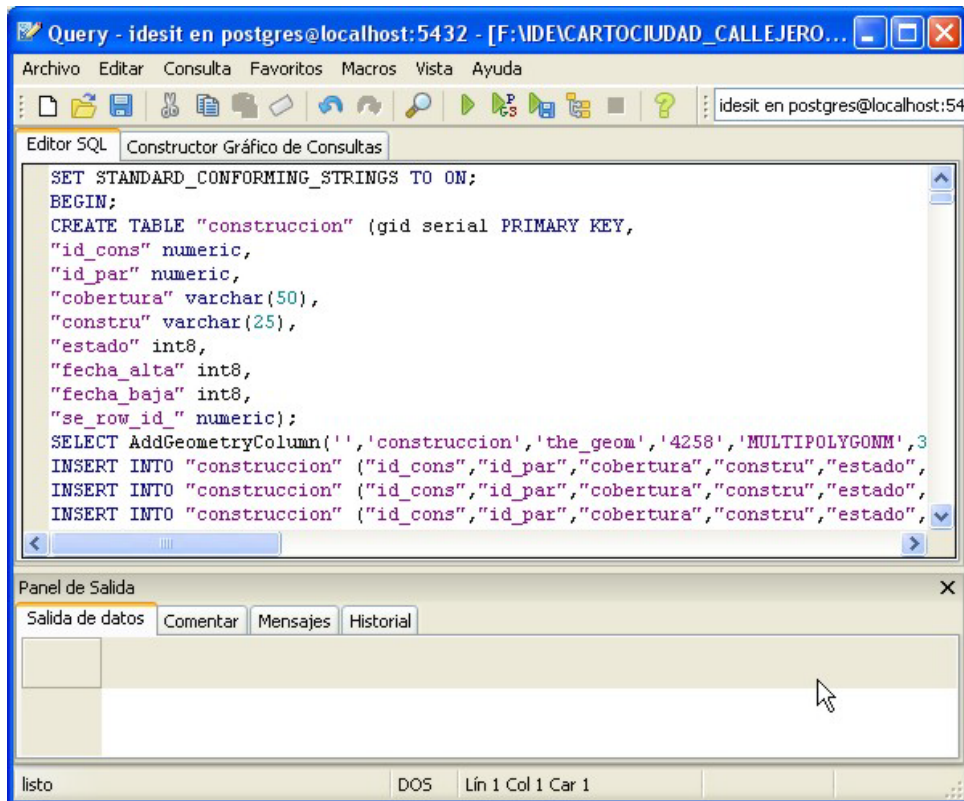 Query - idesit en postgres@localhost:5432 - [F:\IDE\CARTOCIUDAD_CALLEJERO...
Archivo Editar Consulta Favoritos Macros Vista Ayuda
idesit en postgres@localhost:54
Editor SQL Constructor Gráfico de Consultas
SET STANDARD_CONFORMING_STRINGS TO ON;
BEGIN;
CREATE TABLE "construccion" (gid serial PRIMARY KEY,
"id_cons" numeric,
"id_par" numeric,
"cobertura" varchar(50),
"constru" varchar(25),
"estado" int8,
"fecha_alta" int8,
"fecha_baja" int8,
"se_row_id_" numeric);
SELECT AddGeometryColumn('','construccion','the_geom','4258','MULTIPOLYGONM',3
INSERT INTO "construccion" ("id_cons","id_par","cobertura","constru","estado",
INSERT INTO "construccion" ("id_cons","id_par","cobertura","constru","estado",
INSERT INTO "construccion" ("id_cons","id_par","cobertura","constru","estado",
Panel de Salida
Salida de datos Comentar Mensajes Historial
listo DOS Lín 1 Col 1 Car 1